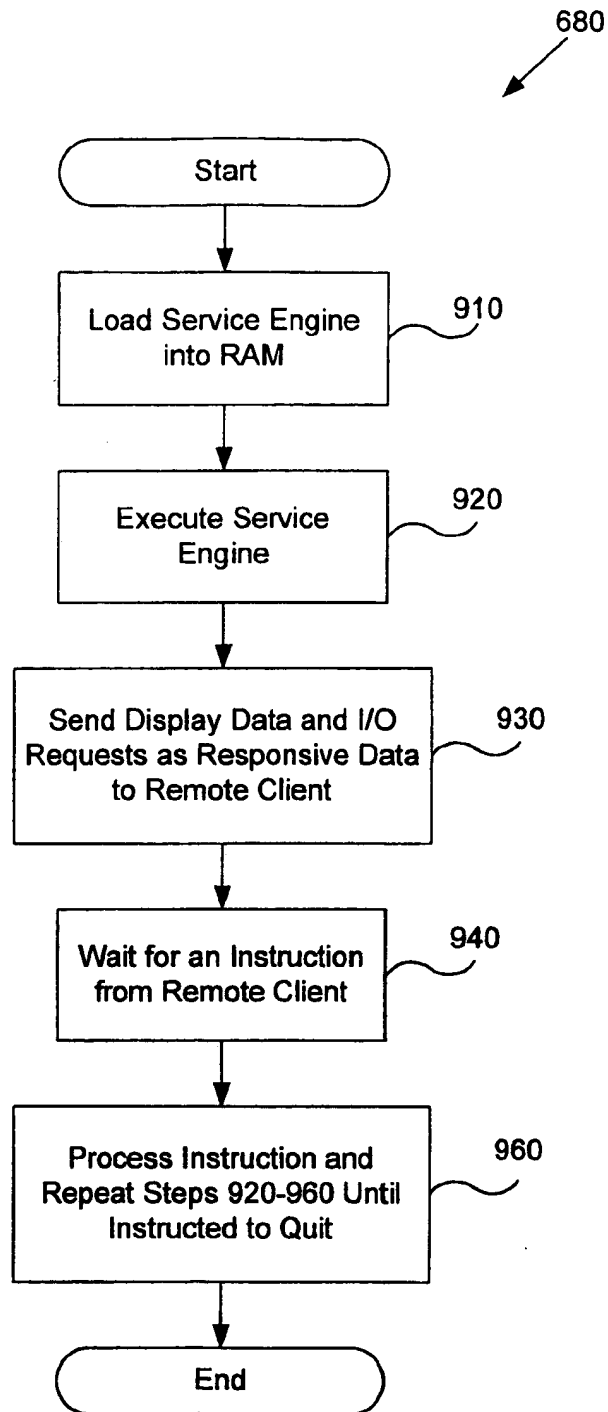 680
Start
Load Service Engine
into RAM
910
Execute Service
Engine
920
Send Display Data and I/O
Requests as Responsive Data
to Remote Client
930
Wait for an Instruction
from Remote Client
940
Process Instruction and
Repeat Steps 920-960 Until
Instructed to Quit
960
End